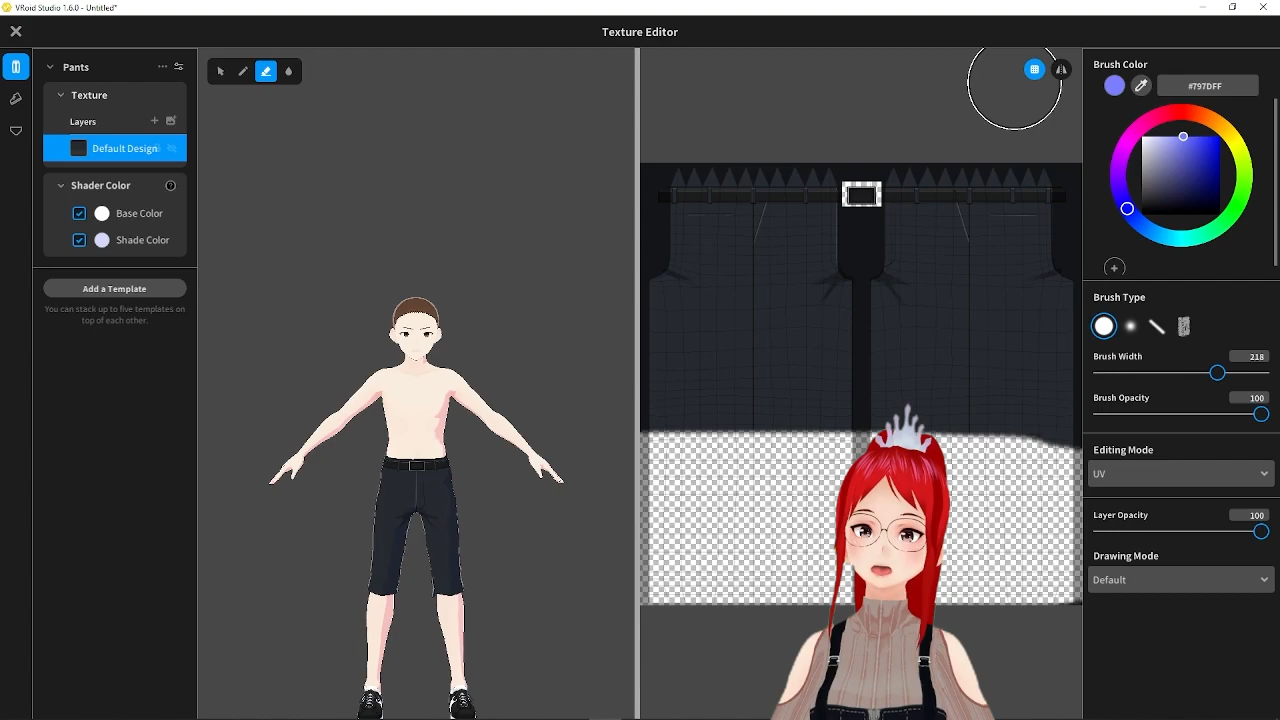 VRoid Studio 1.6.0 - Untitled*
Texture Editor
Pants
Texture
Layers
Default Design
Shader Color
Base Color
Shade Color
Add a Template
You can stack up to five templates on
top of each other.
Brush Color
#797DFF
Brush Type
Brush Width
218
Brush Opacity
100
Editing Mode
UV
Layer Opacity
100
Drawing Mode
Default